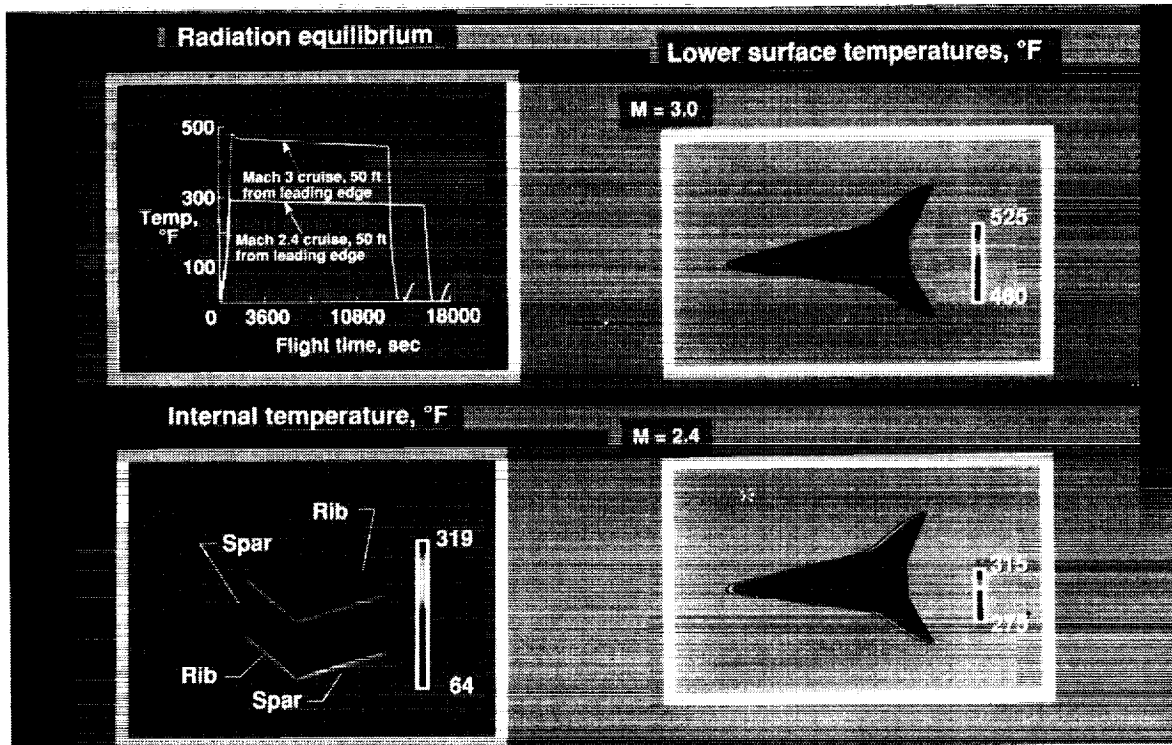 Radiation equilibrium
500
300
Temp,
°F
100
Mach 3 cruise, 50 ft
from leading edge
Mach 2.4 cruise, 50 ft
from leading edge
0 3600 10800 18000
Flight time, sec
Lower surface temperatures, °F
M = 3.0
525
460
Internal temperature, °F
Rib
Spar
319
Rib
Spar
64
M = 2.4
315
275